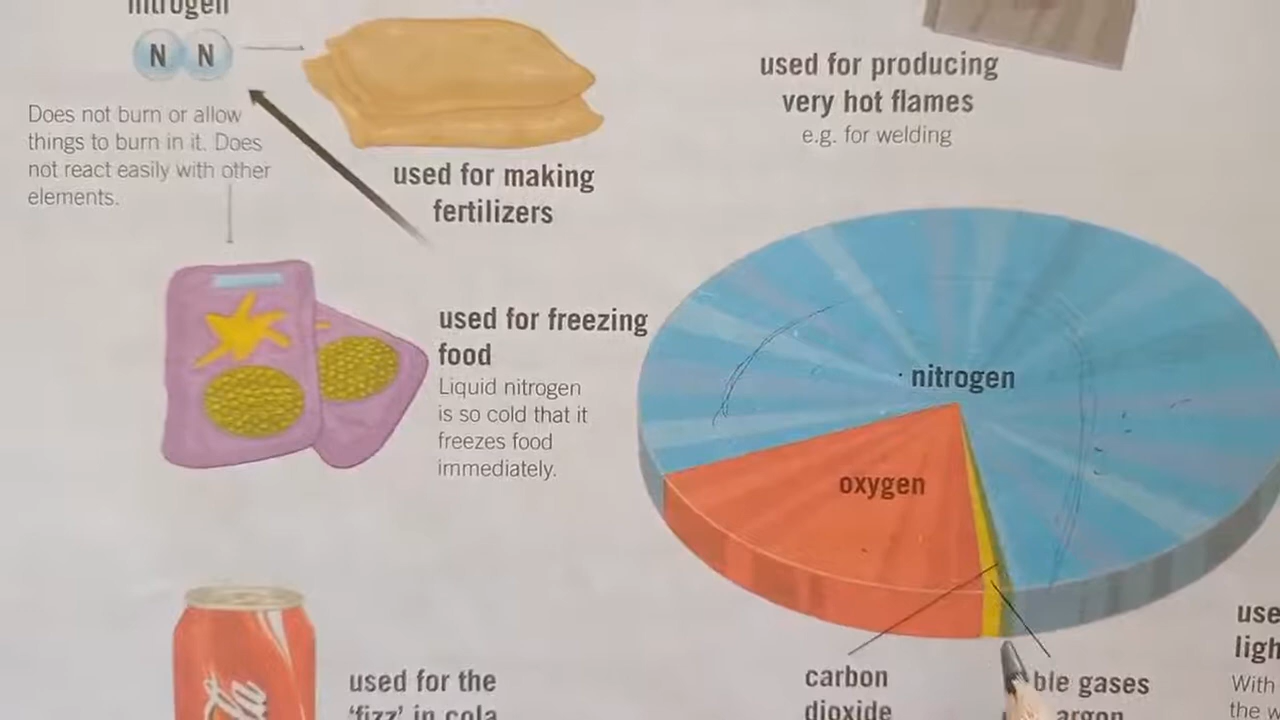 nitrogen
N N
Does not burn or allow
things to burn in it. Does
not react easily with other
elements.
used for making
fertilizers
used for producing
very hot flames
e.g. for welding
used for freezing
food
Liquid nitrogen
is so cold that it
freezes food
immediately.
nitrogen
oxygen
carbon
dioxide
ble gases
argon
used for the
'fizz' in cola
use
ligh
With
the w